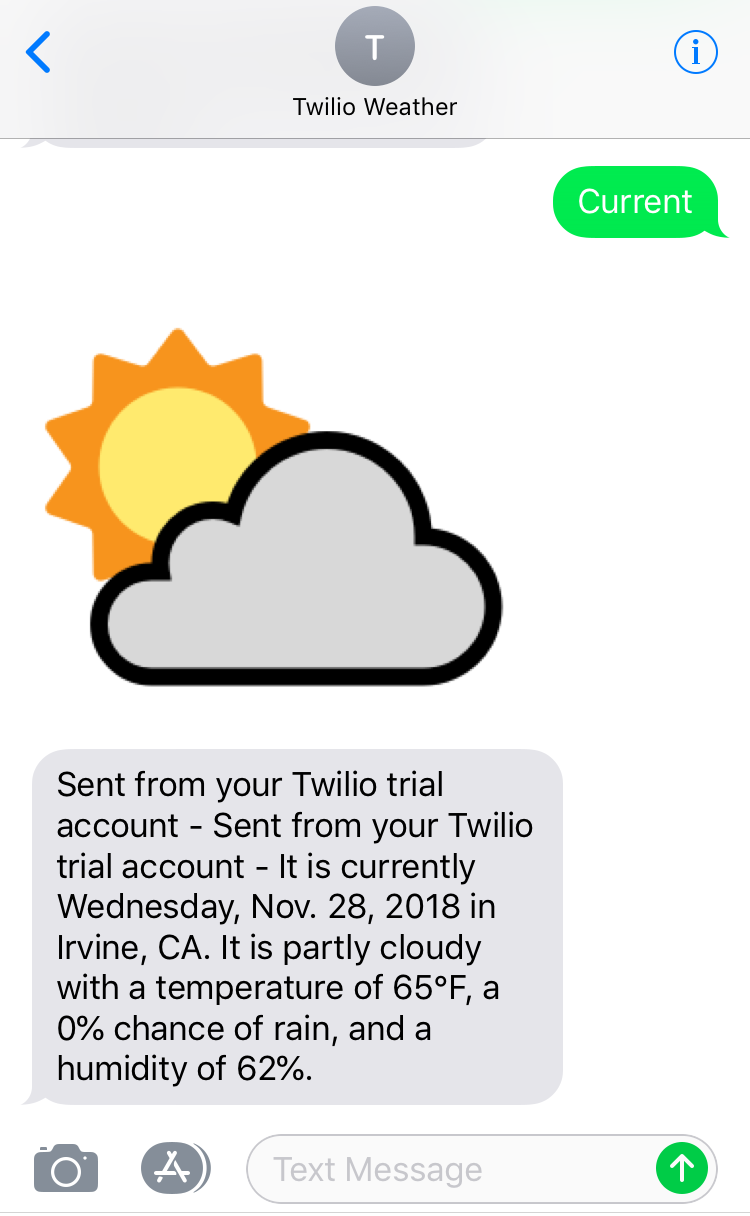 T
Twilio Weather
Current
Sent from your Twilio trial
account - Sent from your Twilio
trial account - It is currently
Wednesday, Nov. 28, 2018 in
Irvine, CA. It is partly cloudy
with a temperature of 65°F, a
0% chance of rain, and a
humidity of 62%.
Text Message